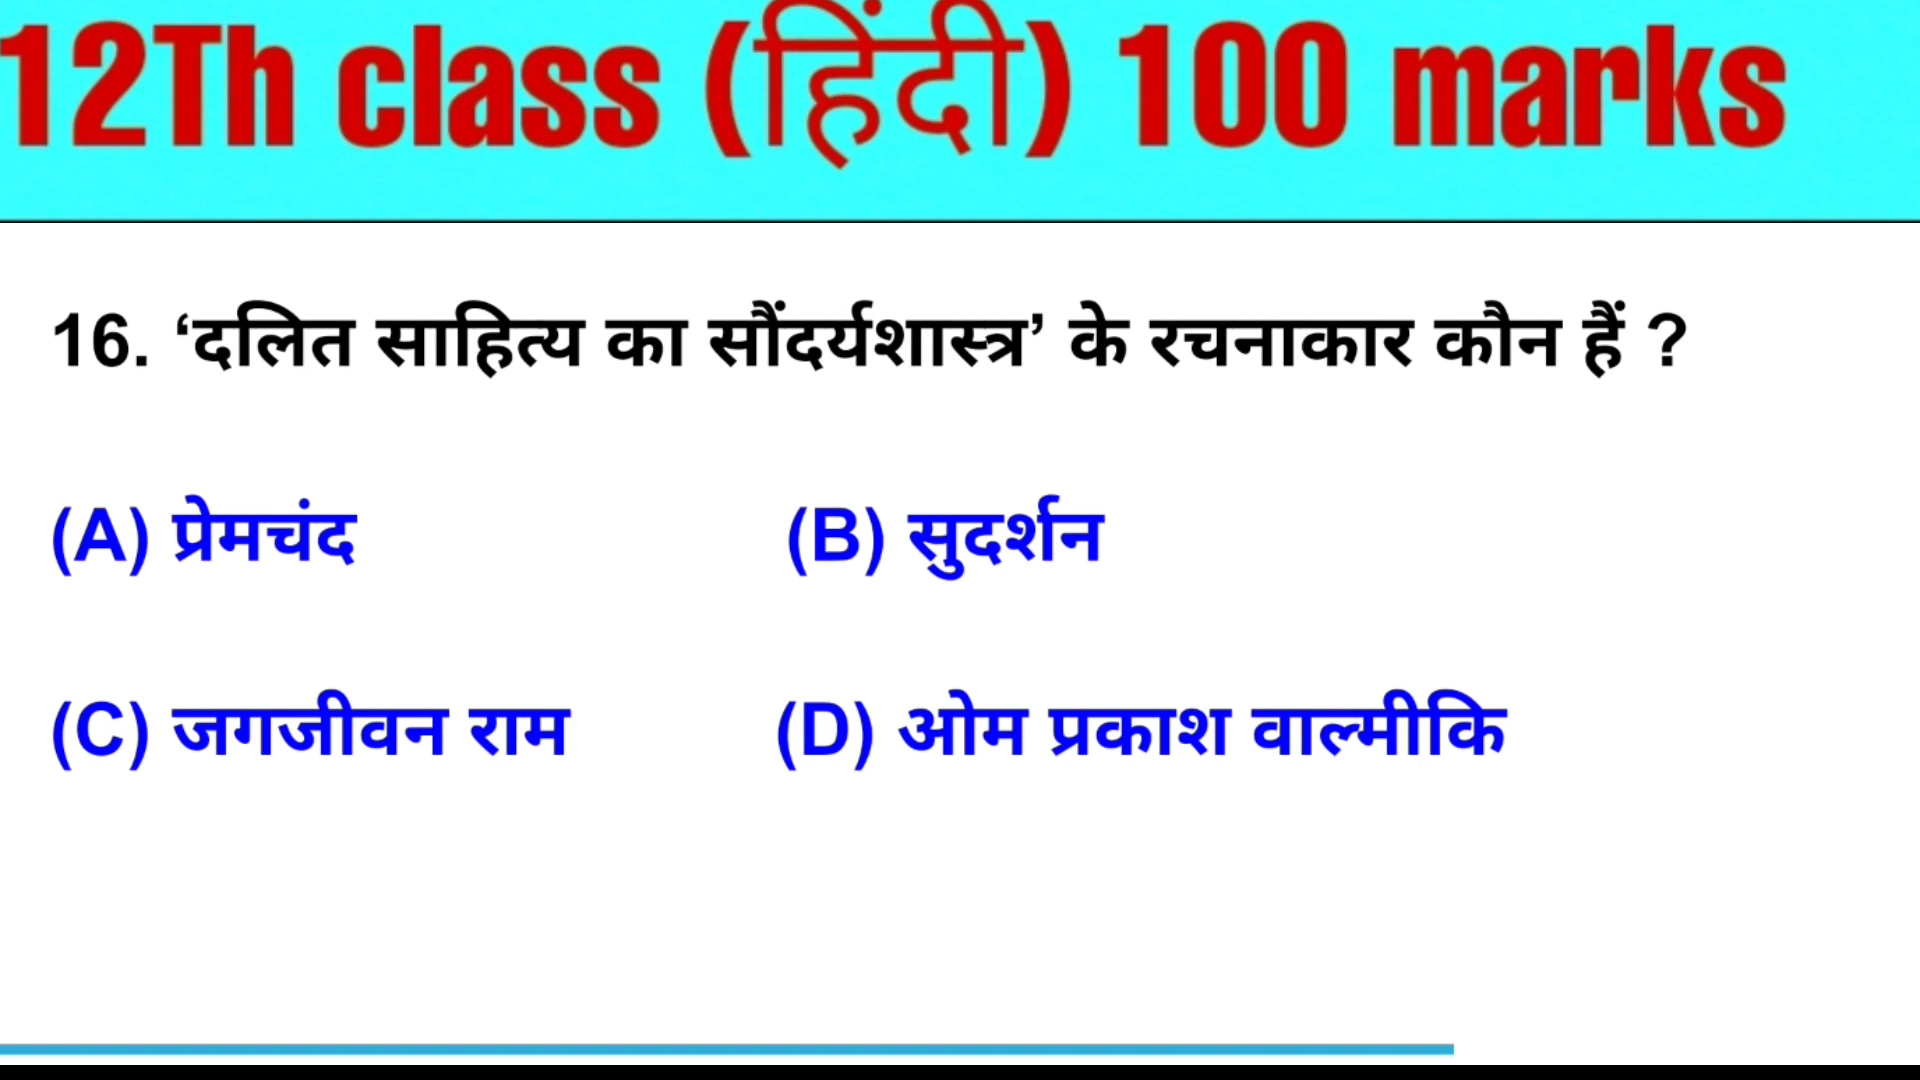 12Th class (हिंदी) 100 marks
16. ‘दलित साहित्य का सौंदर्यशास्त्र’ के रचनाकार कौन हैं ?
(A) प्रेमचंद (B) सुदर्शन
(C) जगजीवन राम (D) ओम प्रकाश वाल्मीकि